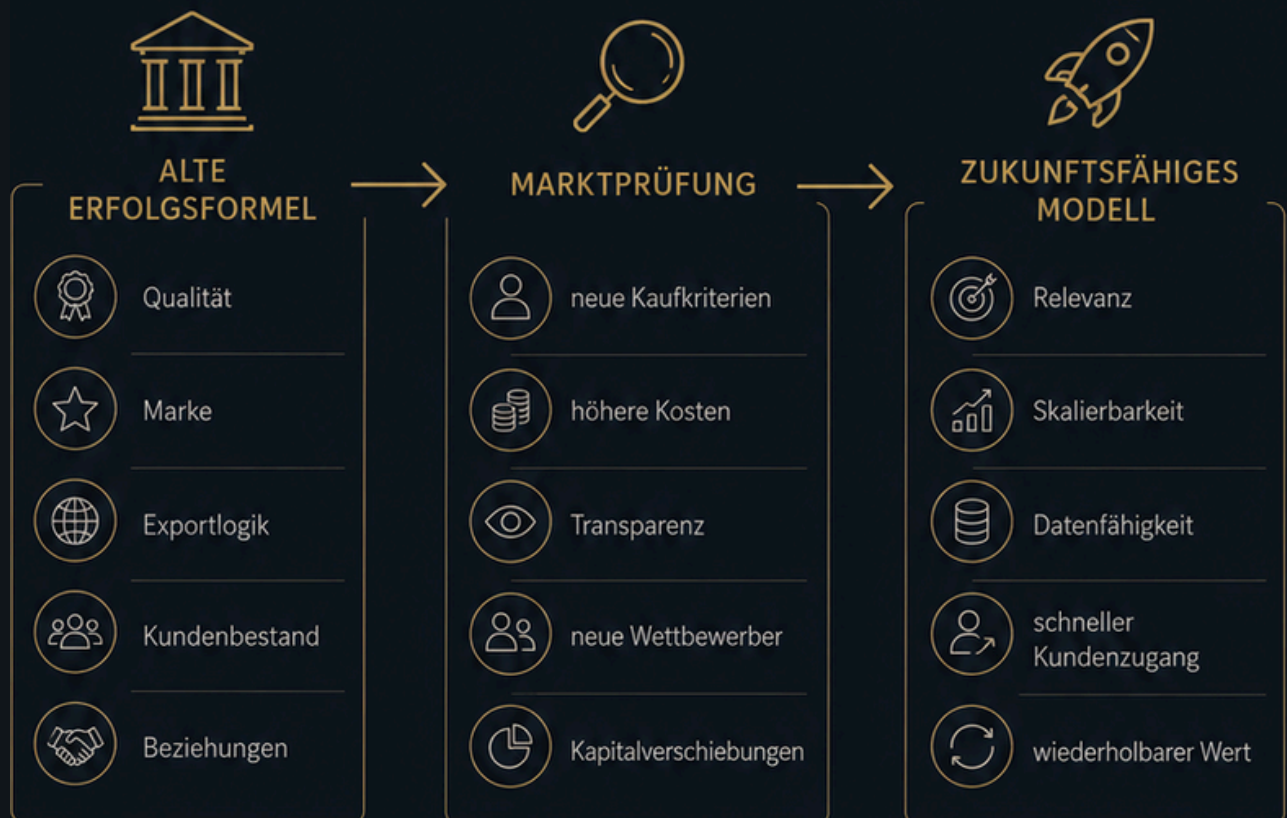 ALTE
ERFOLGSFORMEL
Qualität
Marke
Exportlogik
Kundenbestand
Beziehungen
MARKTPRÜFUNG
neue Kaufkriterien
höhere Kosten
Transparenz
neue Wettbewerber
Kapitalverschiebungen
ZUKUNFTSFÄHIGES
MODELL
Relevanz
Skalierbarkeit
Datenfähigkeit
schneller
Kundenzugang
wiederholbarer Wert